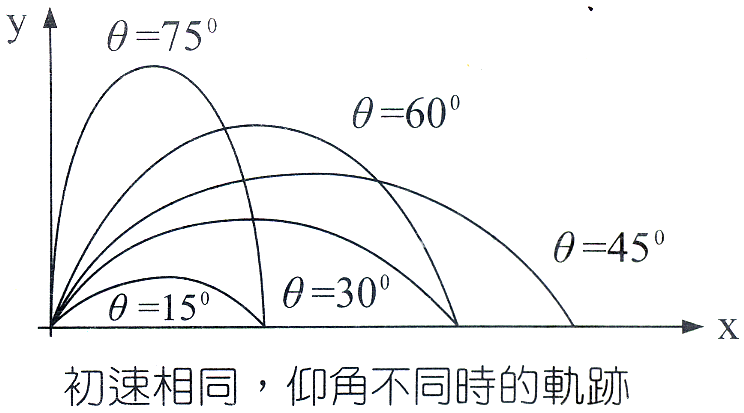 y
θ=75⁰
θ=60⁰
θ=45⁰
θ=30⁰
θ=15⁰
x
初速相同，仰角不同時的軌跡